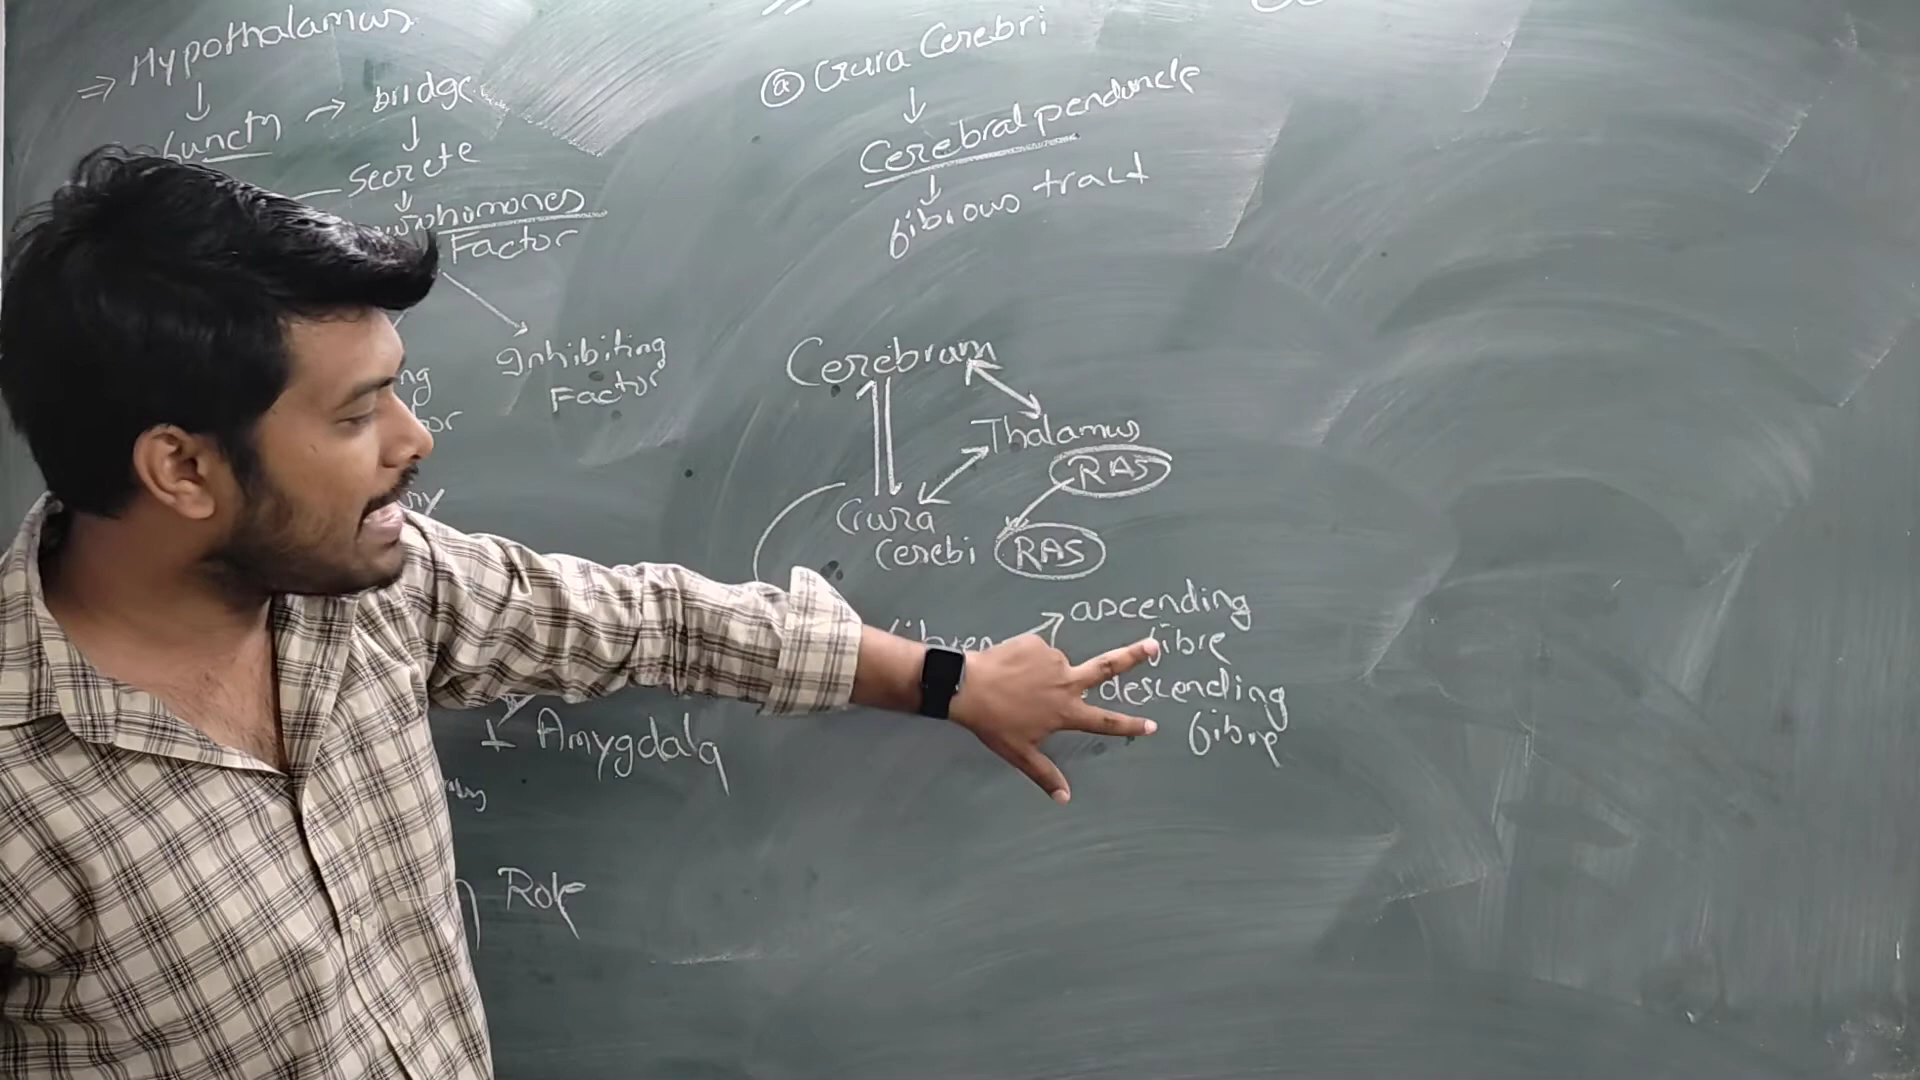 ⇒ Hypothalamus
↓
functn → bridge
↓
Secrete
↓
Factor
Inhibiting
Factor
Amygdala
Role
ⓐ Crura Cerebri
↓
Cerebral penduncle
↓
fibrous tract
Cerebrum
Thalamus
RAS
Crura
Cerebi RAS
ascending
fibre
descending
fibre